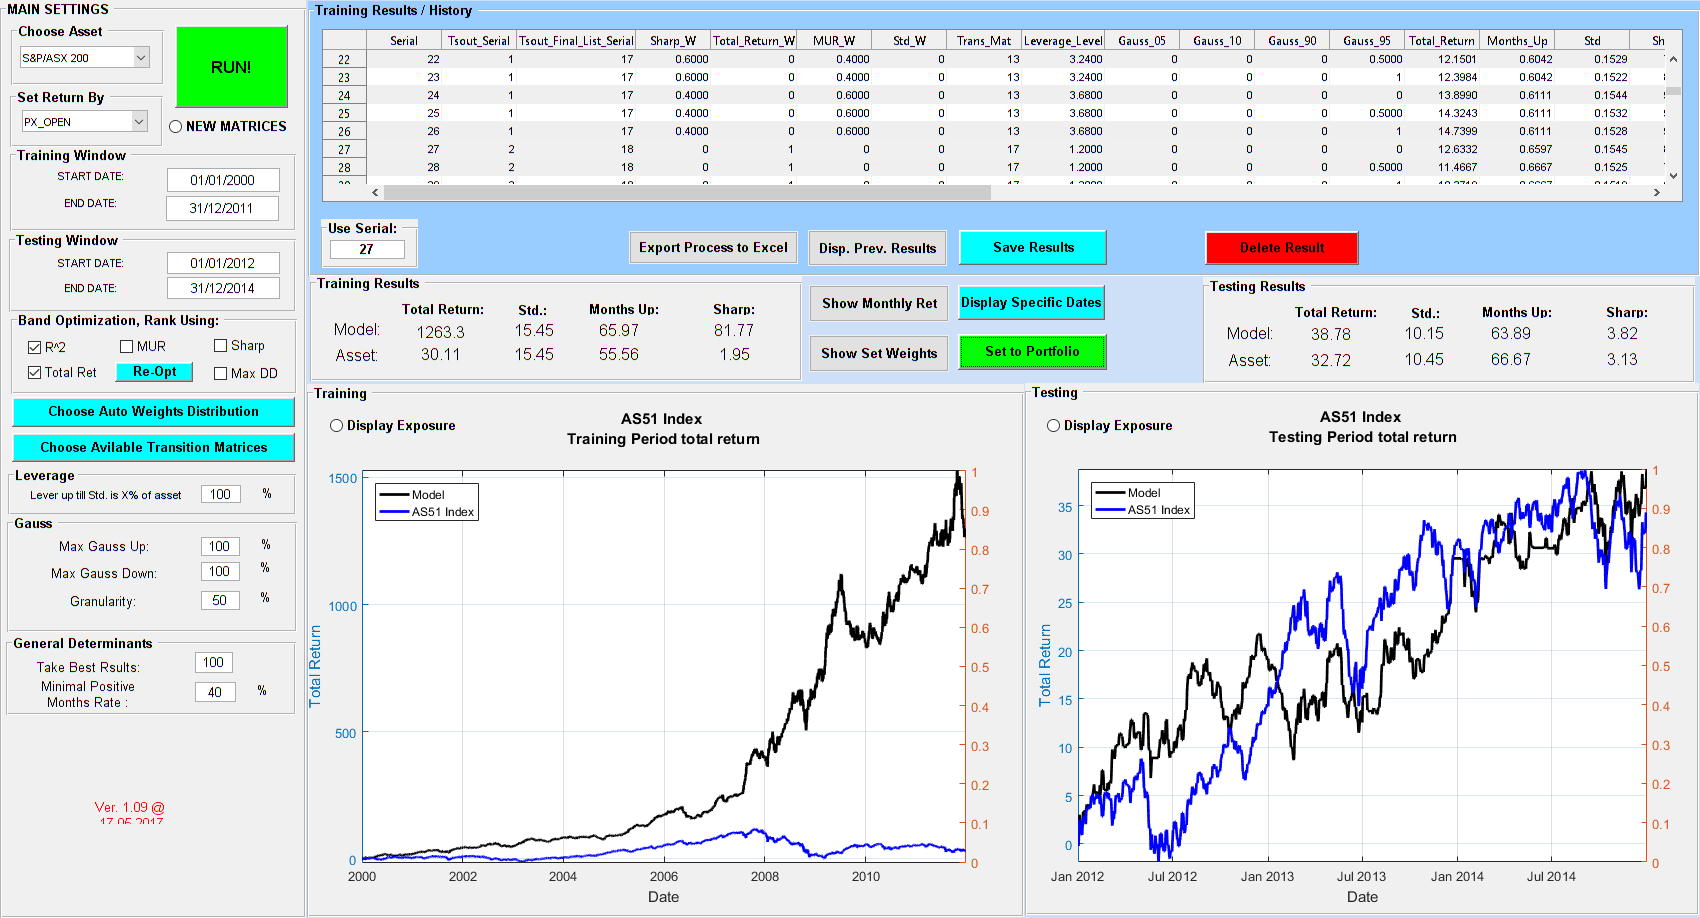 MAIN SETTINGS
Choose Asset
S&P/ASX 200
RUN!
Set Return By
PX_OPEN
NEW MATRICES
Training Window
START DATE: 01/01/2000
END DATE: 31/12/2011
Testing Window
START DATE: 01/01/2012
END DATE: 31/12/2014
Band Optimization, Rank Using:
R^2 MUR Sharp
Total Ret Re-Opt Max DD
Choose Auto Weights Distribution
Choose Avilable Transition Matrices
Leverage
Lever up till Std. is X% of asset 100 %
Gauss
Max Gauss Up: 100 %
Max Gauss Down: 100 %
Granularity: 50 %
General Determinants
Take Best Rsults: 100
Minimal Positive
Months Rate : 40 %
Ver. 1.09 @
17.05.2017
Training Results / History
Serial Tsout_Serial Tsout_Final_List_Serial Sharp_W Total_Return_W MUR_W Std_W Trans_Mat Leverage_Level Gauss_05 Gauss_10 Gauss_90 Gauss_95 Total_Return Months_Up Std Sh
22 22 1 17 0.6000 0 0.4000 0 13 3.2400 0 0 0 0.5000 12.1501 0.6042 0.1529
23 23 1 17 0.6000 0 0.4000 0 13 3.2400 0 0 0 1 12.3984 0.6042 0.1522
24 24 1 17 0.4000 0 0.6000 0 13 3.6800 0 0 0 0 13.8990 0.6111 0.1544
25 25 1 17 0.4000 0 0.6000 0 13 3.6800 0 0 0 0.5000 14.3243 0.6111 0.1532
26 26 1 17 0.4000 0 0.6000 0 13 3.6800 0 0 0 1 14.7399 0.6111 0.1528
27 27 2 18 0 1 0 0 17 1.2000 0 0 0 0 12.6332 0.6597 0.1545
28 28 2 18 0 1 0 0 17 1.2000 0 0 0 0.5000 11.4667 0.6667 0.1525
Use Serial:
27
Export Process to Excel
Disp. Prev. Results
Save Results
Delete Result
Training Results
Total Return: Std.: Months Up: Sharp:
Model: 1263.3 15.45 65.97 81.77
Asset: 30.11 15.45 55.56 1.95
Show Monthly Ret
Display Specific Dates
Show Set Weights
Set to Portfolio
Testing Results
Total Return: Std.: Months Up: Sharp:
Model: 38.78 10.15 63.89 3.82
Asset: 32.72 10.45 66.67 3.13
Training
Display Exposure
AS51 Index
Training Period total return
Model
AS51 Index
Total Return
1500
1000
500
0
1
0.9
0.8
0.7
0.6
0.5
0.4
0.3
0.2
0.1
0
2000 2002 2004 2006 2008 2010
Date
Testing
Display Exposure
AS51 Index
Testing Period total return
Model
AS51 Index
Total Return
35
30
25
20
15
10
5
0
1
0.9
0.8
0.7
0.6
0.5
0.4
0.3
0.2
0.1
0
Jan 2012 Jul 2012 Jan 2013 Jul 2013 Jan 2014 Jul 2014
Date